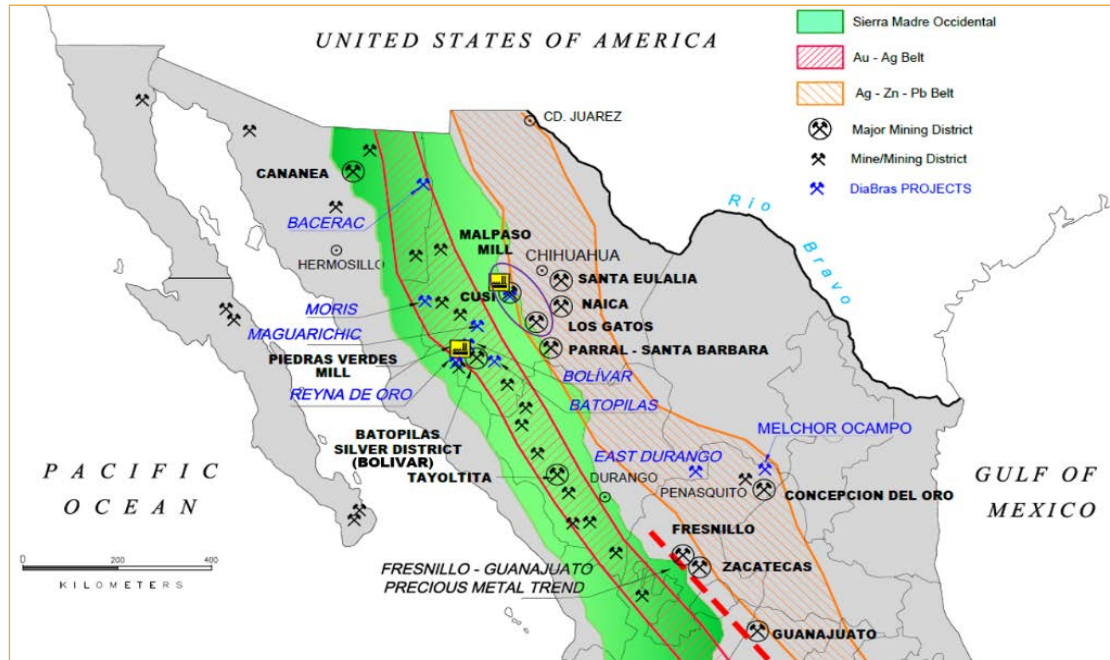 UNITED STATES OF AMERICA
Sierra Madre Occidental
Au - Ag Belt
Ag - Zn - Pb Belt
Major Mining District
Mine/Mining District
DiaBras PROJECTS
CD. JUAREZ
CANANEA
BACERAC
HERMOSILLO
MALPASO
MILL
CHIHUAHUA
SANTA EULALIA
CUSI
NAICA
MORIS
LOS GATOS
MAGUARICHIC
PARRAL - SANTA BARBARA
PIEDRAS VERDES
MILL
BOLÍVAR
REYNA DE ORO
BATOPILAS
Río
Bravo
BATOPILAS
SILVER DISTRICT
(BOLIVAR)
TAYOLTITA
MELCHOR OCAMPO
EAST DURANGO
DURANGO
PENASQUITO
CONCEPCION DEL ORO
PACIFIC
OCEAN
GULF OF
MEXICO
FRESNILLO
ZACATECAS
FRESNILLO - GUANAJUATO
PRECIOUS METAL TREND
GUANAJUATO
0 200 400
KILOMETERS